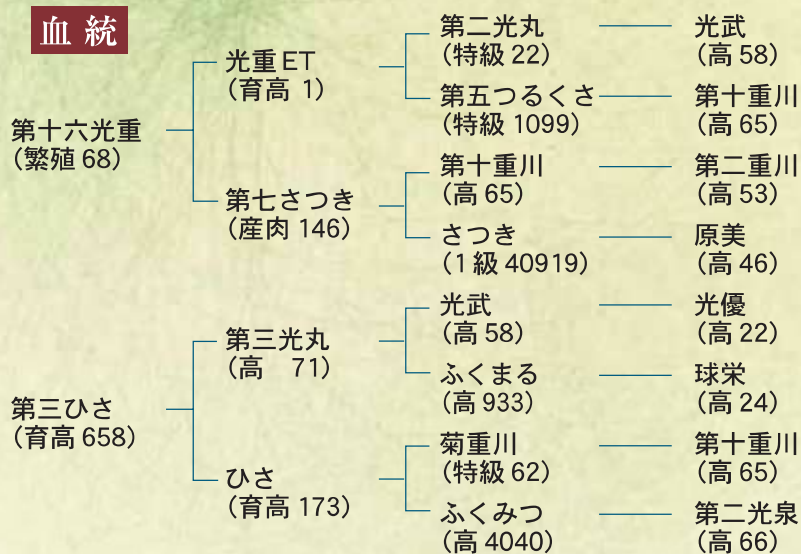 血統
第十六光重
(繁殖 68)
光重 ET
(育高 1)
第二光丸
(特級 22)
光武
(高 58)
第五つるくさ
(特級 1099)
第十重川
(高 65)
第七さつき
(産肉 146)
第十重川
(高 65)
第二重川
(高 53)
さつき
(1級 40919)
原美
(高 46)
第三ひさ
(育高 658)
第三光丸
(高 71)
光武
(高 58)
光優
(高 22)
ふくまる
(高 933)
球栄
(高 24)
ひさ
(育高 173)
菊重川
(特級 62)
第十重川
(高 65)
ふくみつ
(高 4040)
第二光泉
(高 66)